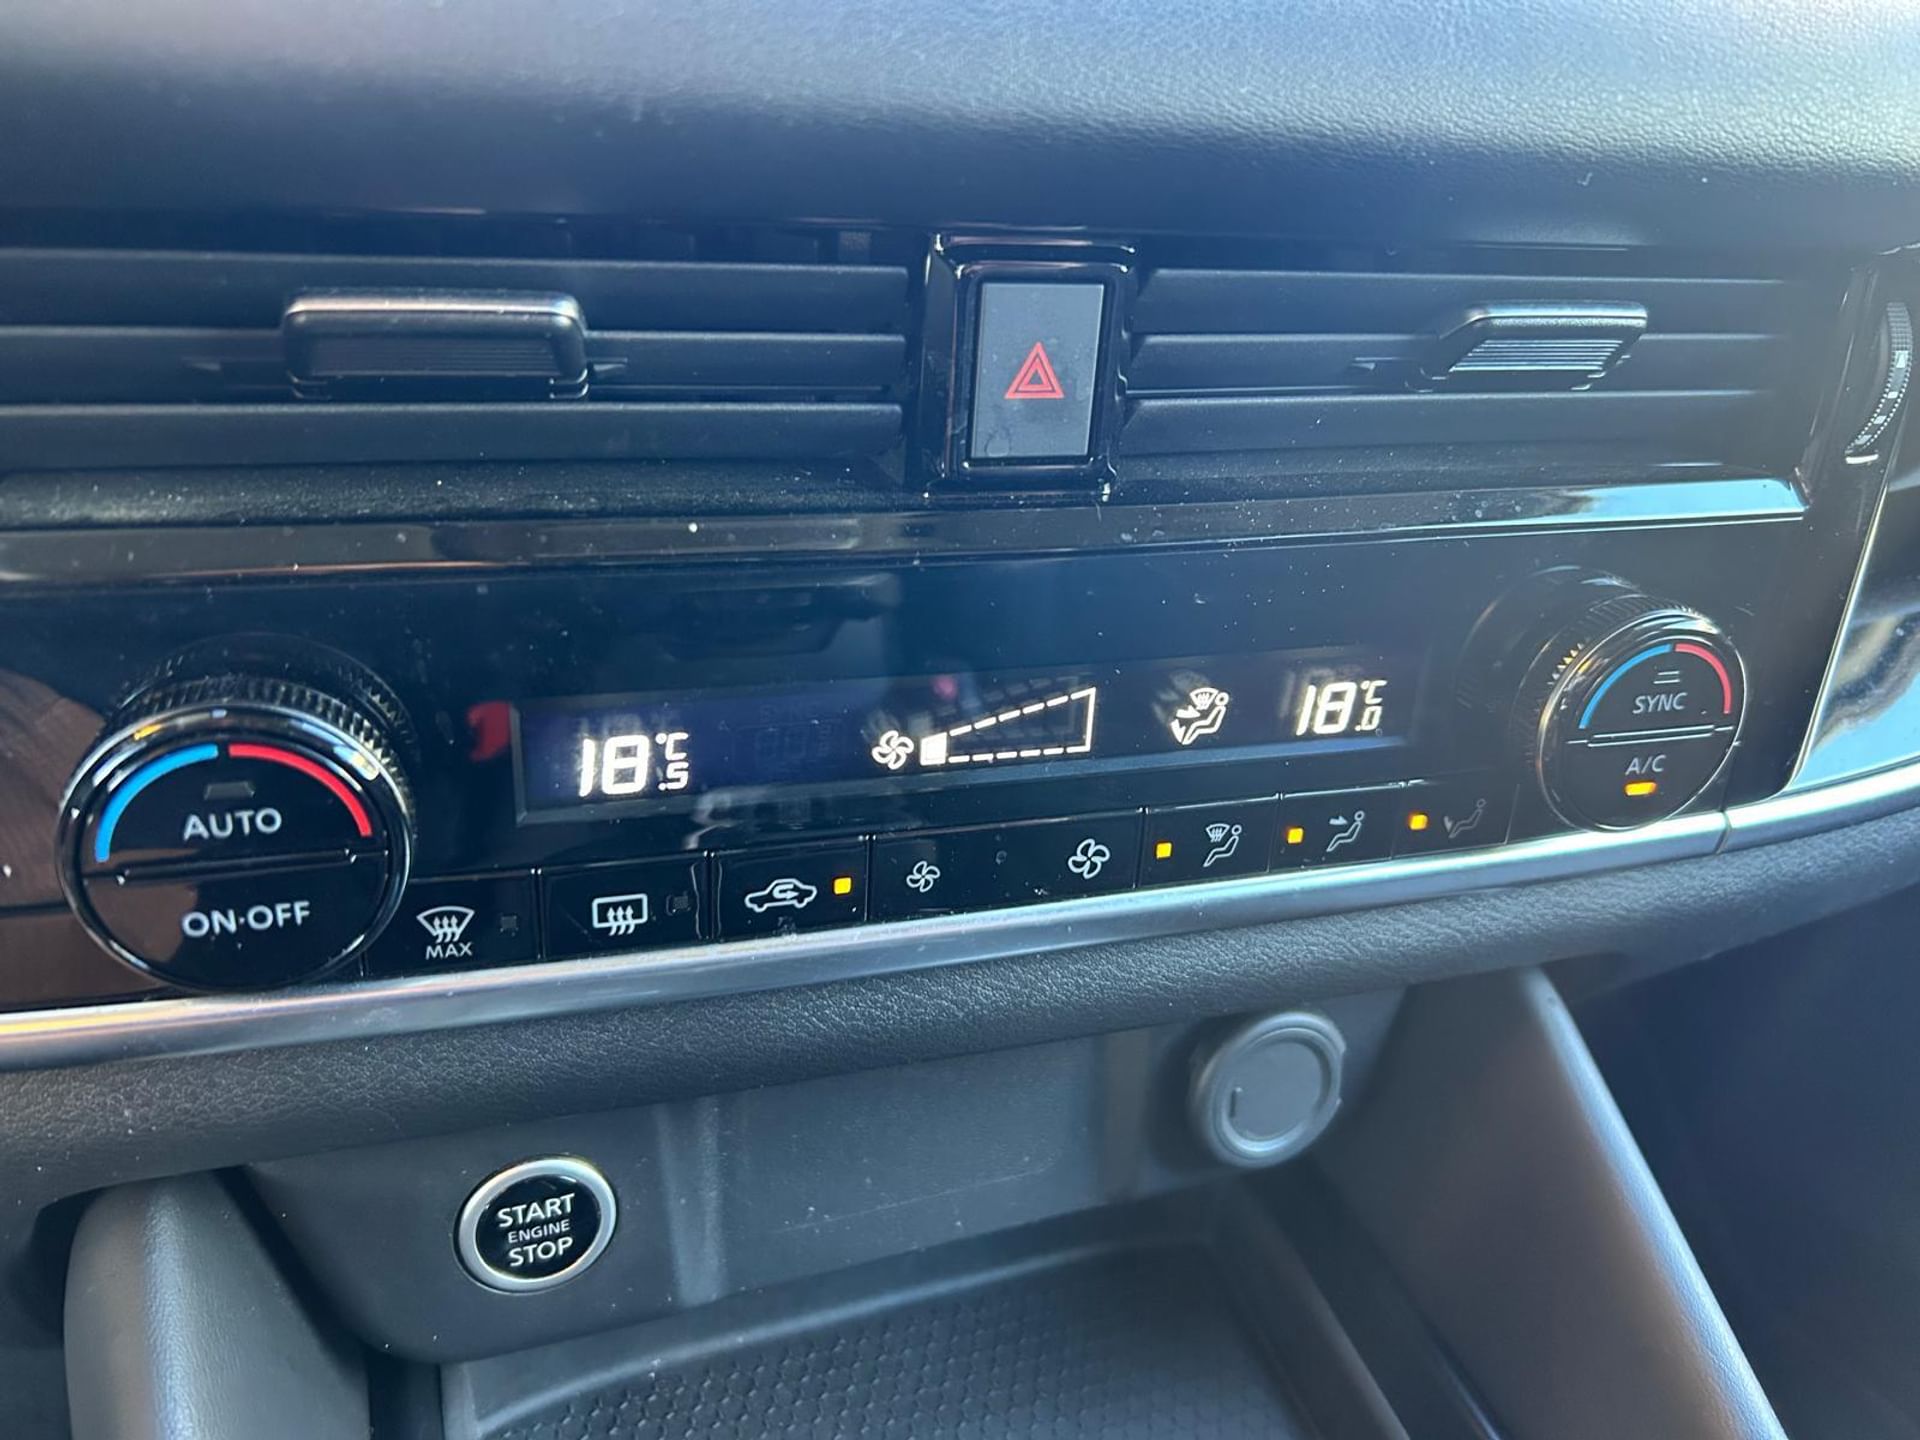 18.5°C
18.0°C
SYNC
A/C
AUTO
ON·OFF
MAX
START
ENGINE
STOP